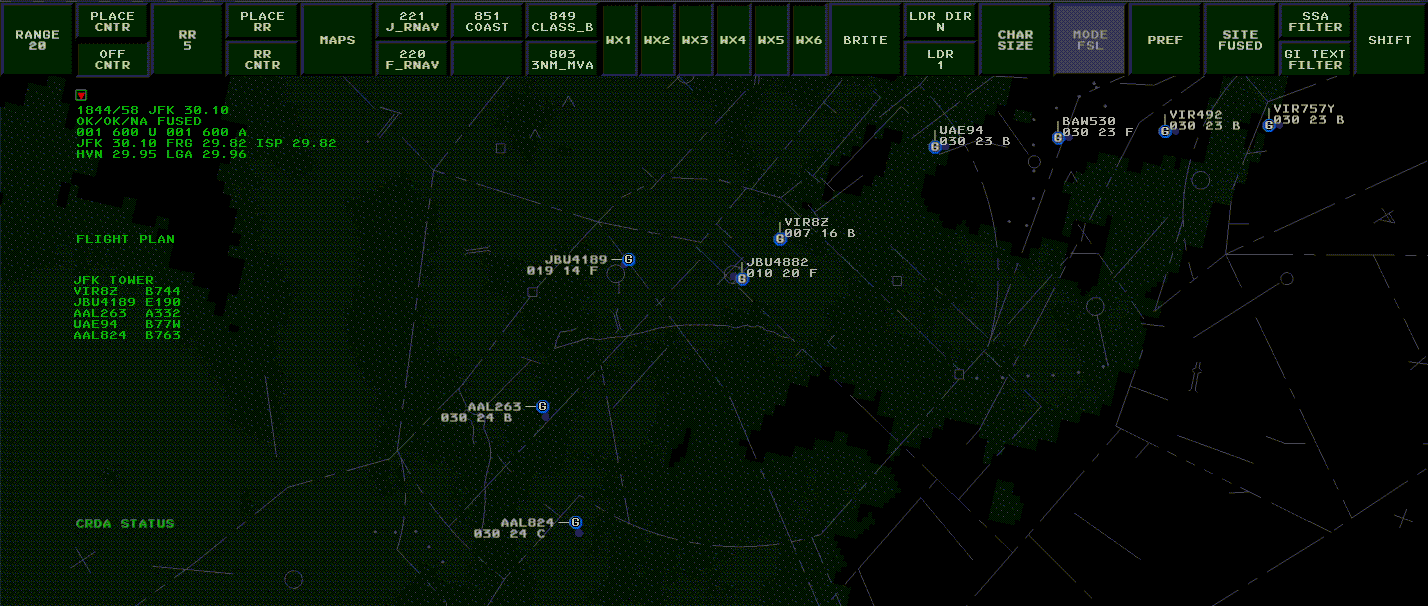 RANGE
20
PLACE
CNTR
OFF
CNTR
RR
5
PLACE
RR
RR
CNTR
MAPS
221
J_RNAV
220
F_RNAV
851
COAST
849
CLASS_B
803
3NM_MVA
WX1 WX2 WX3 WX4 WX5 WX6
BRITE
LDR DIR
N
LDR
1
CHAR
SIZE
MODE
FSL
PREF
SITE
FUSED
SSA
FILTER
GI TEXT
FILTER
SHIFT
1844/58 JFK 30.10
OK/OK/NA FUSED
001 600 U 001 600 A
JFK 30.10 FRG 29.82 ISP 29.82
HVN 29.95 LGA 29.96
UAE94
030 23 B
G
BAW530
030 23 F
G
VIR492
030 23 B
G
VIR757Y
030 23 B
G
FLIGHT PLAN
VIR8Z
007 16 B
G
JBU4189
019 14 F
G
JBU4882
010 20 F
G
JFK TOWER
VIR8Z B744
JBU4189 E190
AAL263 A332
UAE94 B77W
AAL824 B763
AAL263
030 24 B
G
AAL824
030 24 C
G
CRDA STATUS